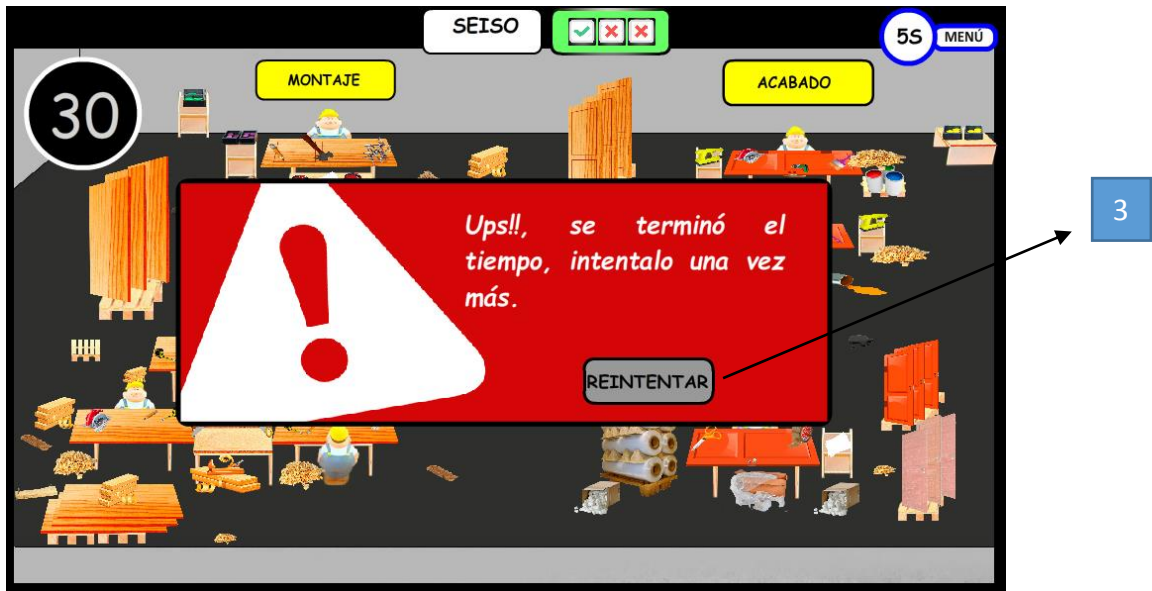 SEISO
5S MENÚ
30
MONTAJE
ACABADO
Ups!!, se terminó el
tiempo, intentalo una vez
más.
REINTENTAR
3